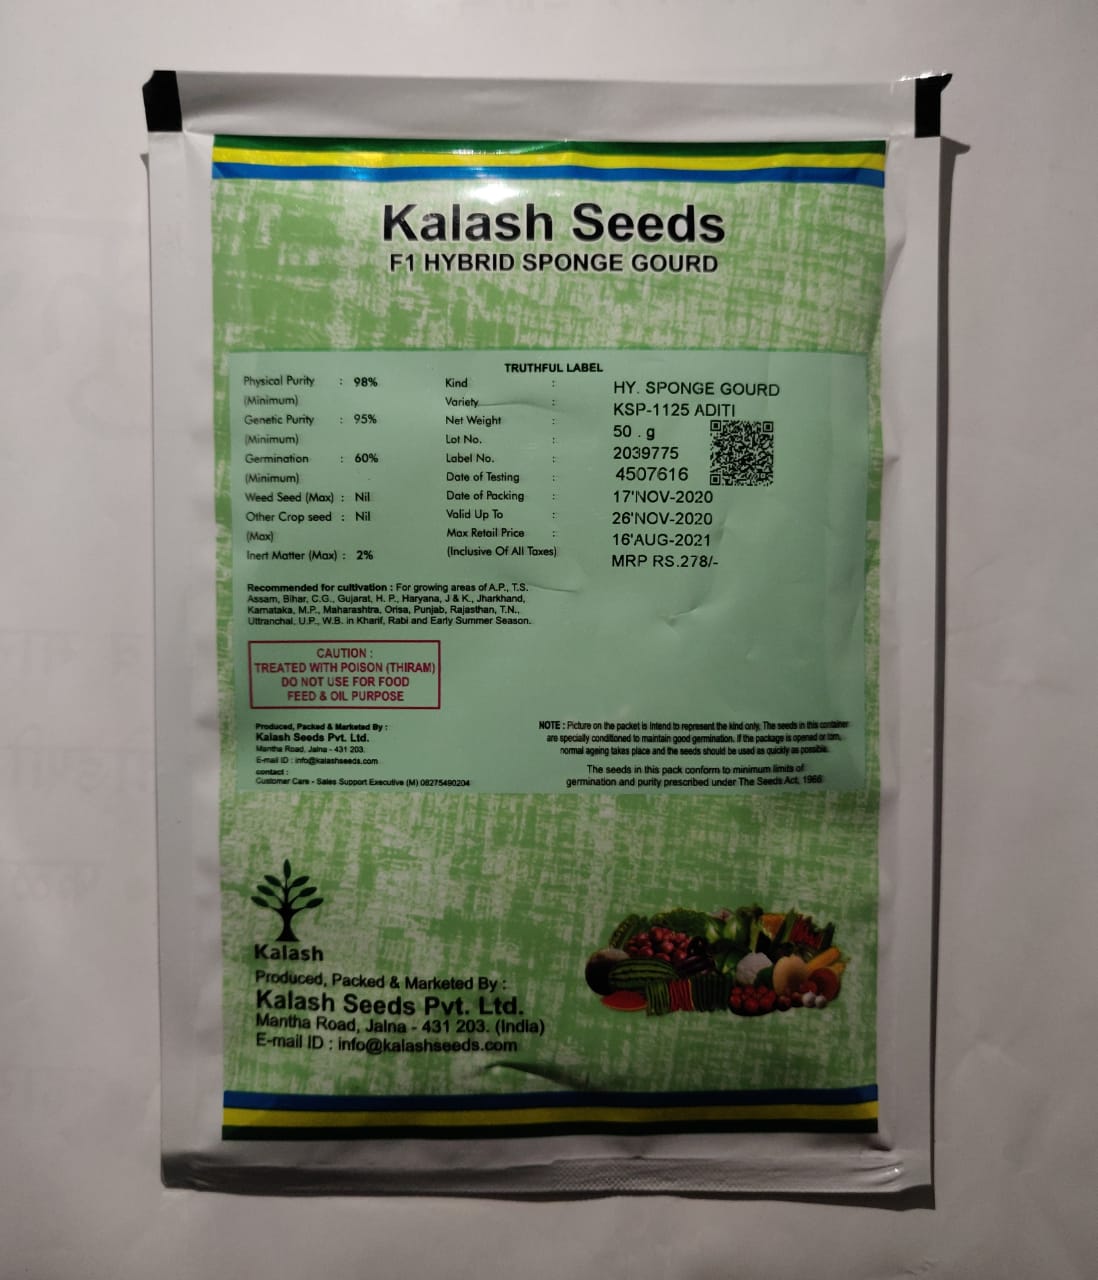 Kalash Seeds
F1 HYBRID SPONGE GOURD
TRUTHFUL LABEL
Physical Purity : 98%
(Minimum)
Genetic Purity : 95%
(Minimum)
Germination : 60%
(Minimum)
Weed Seed (Max) : Nil
Other Crop seed : Nil
(Max)
Inert Matter (Max) : 2%
Kind :
Variety :
Net Weight :
Lot No. :
Label No. :
Date of Testing :
Date of Packing :
Valid Up To :
Max Retail Price :
(Inclusive Of All Taxes)
HY. SPONGE GOURD
KSP-1125 ADITI
50 . g
2039775
4507616
17'NOV-2020
26'NOV-2020
16'AUG-2021
MRP RS.278/-
Recommended for cultivation : For growing areas of A.P., T.S.
Assam, Bihar, C.G., Gujarat, H. P., Haryana, J & K., Jharkhand,
Karnataka, M.P., Maharashtra, Orisa, Punjab, Rajasthan, T.N.,
Uttranchal, U.P., W.B. in Kharif, Rabi and Early Summer Season.
CAUTION :
TREATED WITH POISON (THIRAM)
DO NOT USE FOR FOOD
FEED & OIL PURPOSE
Produced, Packed & Marketed By :
Kalash Seeds Pvt. Ltd.
Mantha Road, Jalna - 431 203.
E-mail ID : info@kalashseeds.com
contact :
Customer Care - Sales Support Executive (M) 08275490204
NOTE : Picture on the packet is Intend to represent the kind only, The seeds in this container
are specially conditioned to maintain good germination. If the package is opened or torn,
normal ageing takas place and the seeds should be used as quickly as possible.
The seeds in this pack conform to minimum limits of
germination and purity prescribed under The Seeds Act, 1966
Kalash
Produced, Packed & Marketed By :
Kalash Seeds Pvt. Ltd.
Mantha Road, Jalna - 431 203. (India)
E-mail ID : info@kalashseeds.com